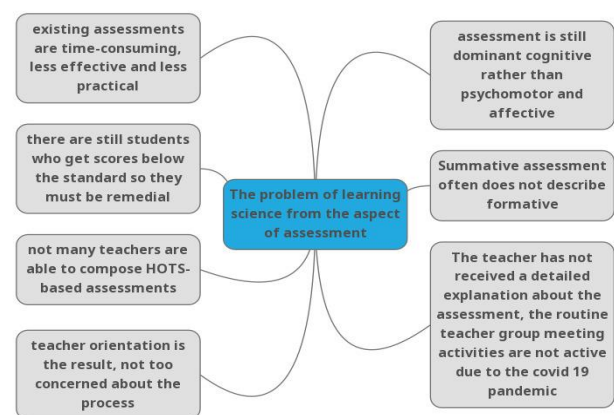 existing assessments
are time-consuming,
less effective and less
practical
there are still students
who get scores below
the standard so they
must be remedial
not many teachers are
able to compose HOTS-
based assessments
teacher orientation is
the result, not too
concerned about the
process
The problem of learning
science from the aspect
of assessment
assessment is still
dominant cognitive
rather than
psychomotor and
affective
Summative assessment
often does not describe
formative
The teacher has not
received a detailed
explanation about the
assessment, the routine
teacher group meeting
activities are not active
due to the covid 19
pandemic